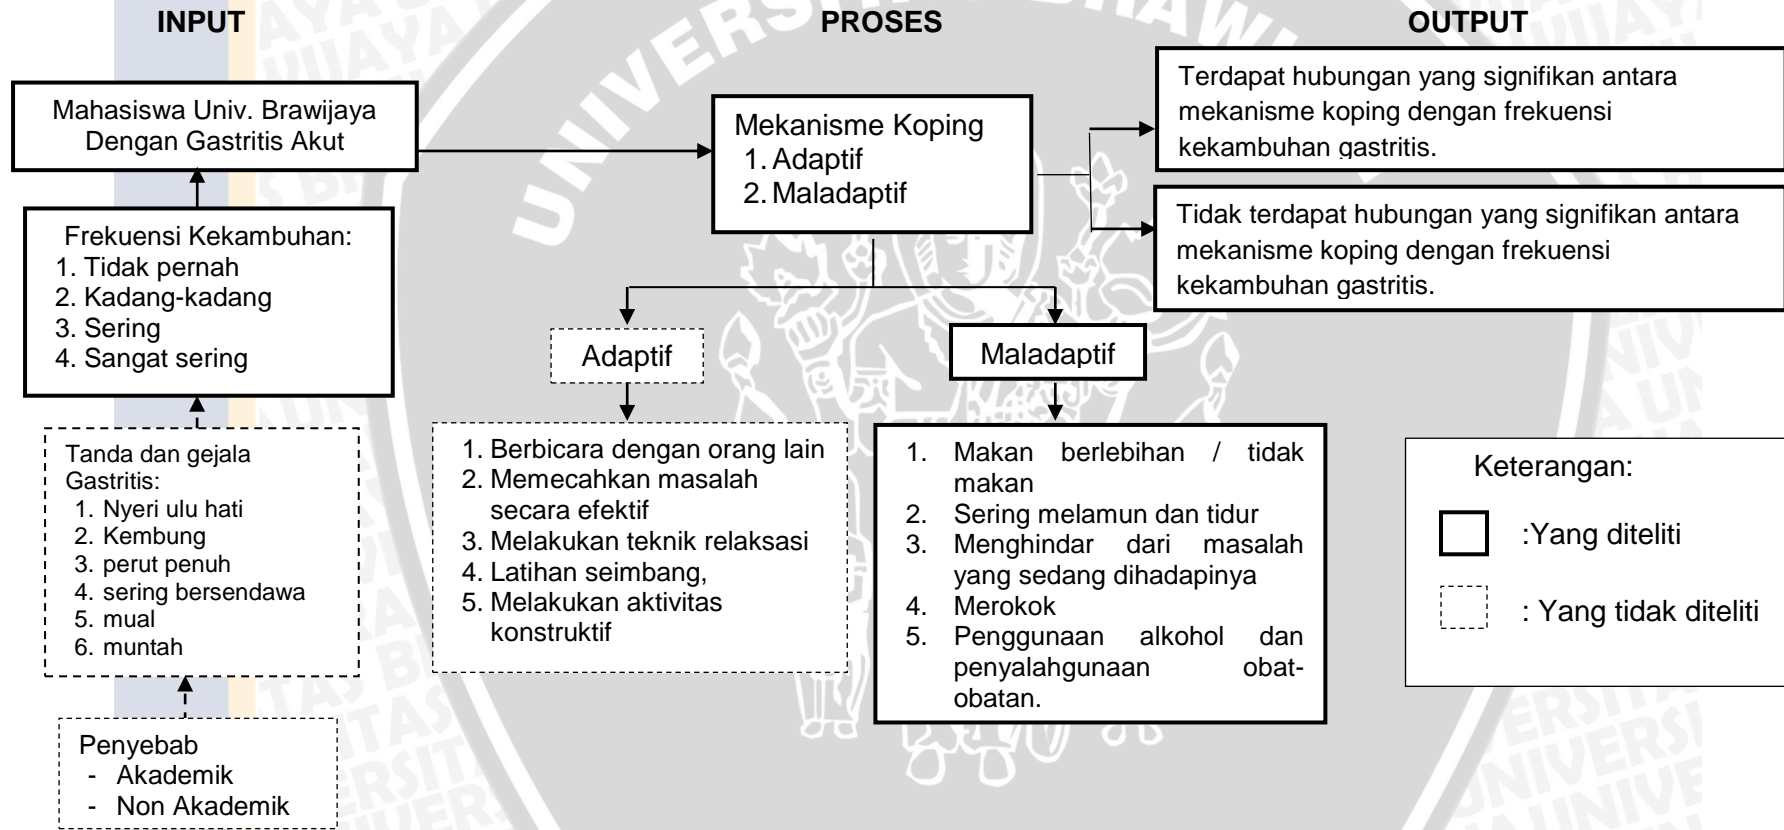 INPUT
PROSES
OUTPUT
Mahasiswa Univ. Brawijaya
Dengan Gastritis Akut
Frekuensi Kekambuhan:
1. Tidak pernah
2. Kadang-kadang
3. Sering
4. Sangat sering
Tanda dan gejala
Gastritis:
1. Nyeri ulu hati
2. Kembung
3. perut penuh
4. sering bersendawa
5. mual
6. muntah
Penyebab
- Akademik
- Non Akademik
Mekanisme Koping
1. Adaptif
2. Maladaptif
Adaptif
1. Berbicara dengan orang lain
2. Memecahkan masalah
secara efektif
3. Melakukan teknik relaksasi
4. Latihan seimbang,
5. Melakukan aktivitas
konstruktif
Maladaptif
1. Makan berlebihan / tidak
makan
2. Sering melamun dan tidur
3. Menghindar dari masalah
yang sedang dihadapinya
4. Merokok
5. Penggunaan alkohol dan
penyalahgunaan obat-
obatan.
Terdapat hubungan yang signifikan antara
mekanisme koping dengan frekuensi
kekambuhan gastritis.
Tidak terdapat hubungan yang signifikan antara
mekanisme koping dengan frekuensi
kekambuhan gastritis.
Keterangan:
:Yang diteliti
: Yang tidak diteliti